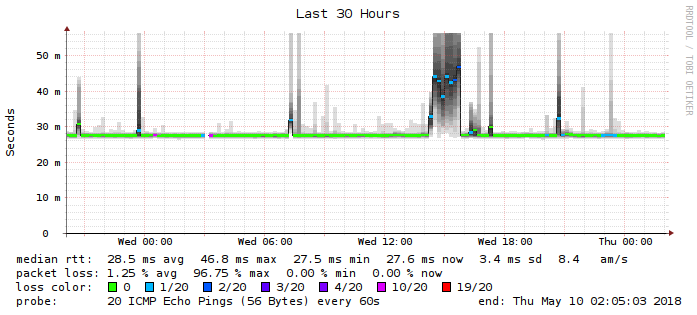 Last 30 Hours
RRDTOOL / TOBI OETIKER
Seconds
50 m
40 m
30 m
20 m
10 m
0
Wed 00:00 Wed 06:00 Wed 12:00 Wed 18:00 Thu 00:00
median rtt: 28.5 ms avg 46.8 ms max 27.5 ms min 27.6 ms now 3.4 ms sd 8.4 am/s
packet loss: 1.25 % avg 96.75 % max 0.00 % min 0.00 % now
loss color: 0 1/20 2/20 3/20 4/20 10/20 19/20
probe: 20 ICMP Echo Pings (56 Bytes) every 60s end: Thu May 10 02:05:03 2018